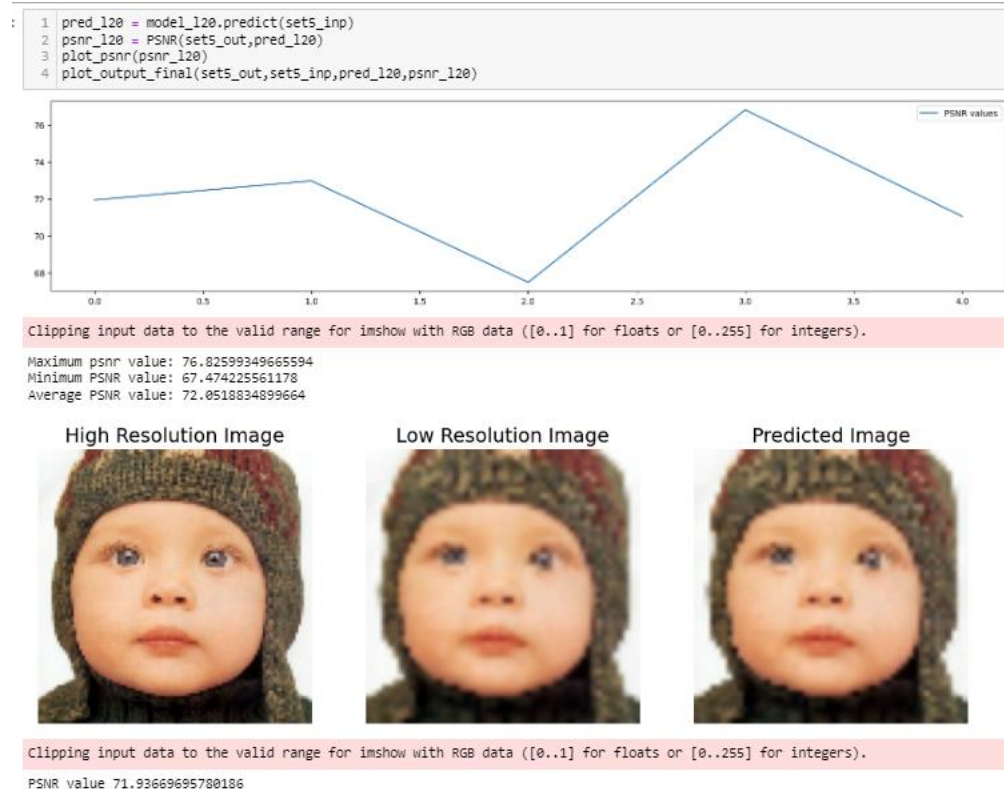 :
1 pred_l20 = model_l20.predict(set5_inp)
2 psnr_l20 = PSNR(set5_out,pred_l20)
3 plot_psnr(psnr_l20)
4 plot_output_final(set5_out,set5_inp,pred_l20,psnr_l20)
PSNR values
76
74
72
70
68
0.0 0.5 1.0 1.5 2.0 2.5 3.0 3.5 4.0
Clipping input data to the valid range for imshow with RGB data ([0..1] for floats or [0..255] for integers).
Maximum psnr value: 76.82599349665594
Minimum PSNR value: 67.474225561178
Average PSNR value: 72.0518834899664
High Resolution Image Low Resolution Image Predicted Image
Clipping input data to the valid range for imshow with RGB data ([0..1] for floats or [0..255] for integers).
PSNR value 71.93669695780186